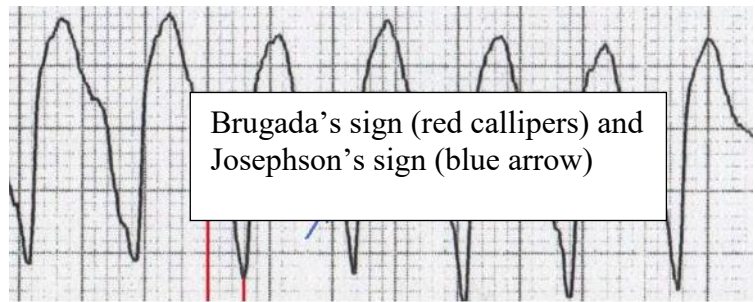 Brugada’s sign (red callipers) and
Josephson’s sign (blue arrow)